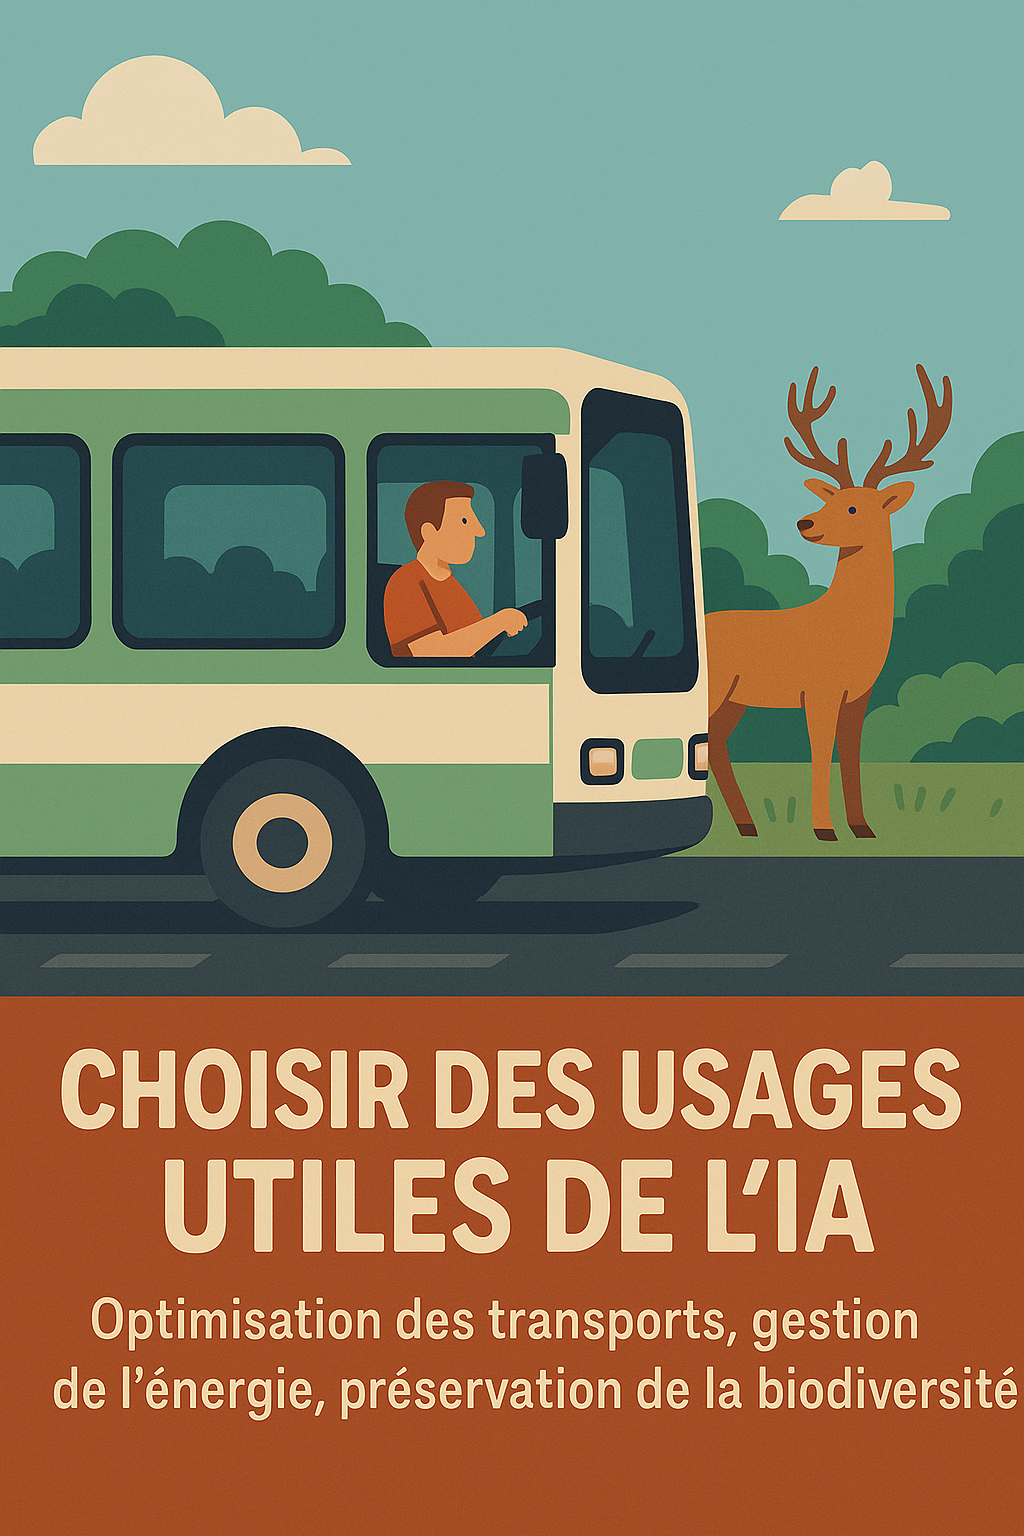 CHOISIR DES USAGES
UTILES DE L’IA
Optimisation des transports, gestion
de l’énergie, préservation de la biodiversité